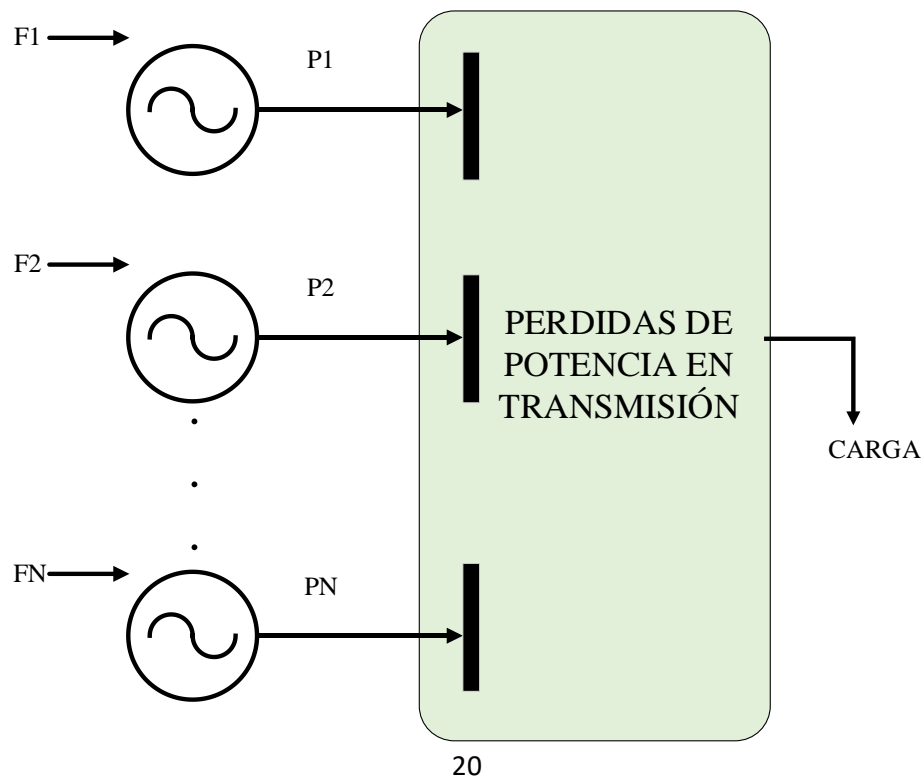 F1
P1
F2
P2
PERDIDAS DE
POTENCIA EN
TRANSMISIÓN
CARGA
FN
PN
20